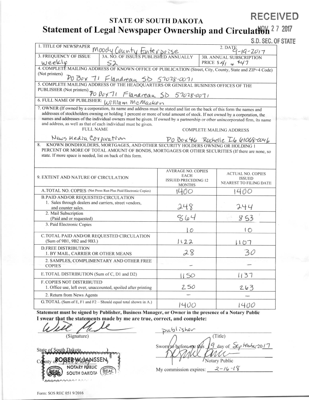 STATE OF SOUTH DAKOTA
RECEIVED
Statement of Legal Newspaper Ownership and Circulation
NOV 27 2017
S.D. SEC. OF STATE
1. TITLE OF NEWSPAPER
Moody County Enterprise
2. DATE
9-19-2017
3. FREQUENCY OF ISSUE
weekly
3A. NO. OF ISSUES PUBLISHED ANNUALLY
52
3B. ANNUAL SUBSCRIPTION
PRICE
4. COMPLETE MAILING ADDRESS OF KNOWN OFFICE OF PUBLICATION (Street, City, County, State and ZIP+4 Code)
(Not printers)
Po Box 71 Flandreau SD 57028-0071
5. COMPLETE MAILING ADDRESS OF THE HEADQUARTERS OR GENERAL BUSINESS OFFICES OF THE
PUBLISHER (Not printers)
Po Box 71 Flandreau SD 57028-0071
6. FULL NAME OF PUBLISHER:
William McMacken
7. OWNER (If owned by a corporation, its name and address must be stated and list on the back of this form the names and
addresses of stockholders owning or holding 1 percent or more of total amount of stock. If not owned by a corporation, the
names and addresses of the individual owners must be given. If owned by a partnership or other unincorporated firm, its name
and address, as well as that of each individual must be given.)
FULL NAME
COMPLETE MAILING ADDRESS
News Media Corporation
Po Box 46 Rochelle IL 61068-0046
8. KNOWN BONDHOLDERS, MORTGAGES, AND OTHER SECURITY HOLDERS OWNING OR HOLDING 1
PERCENT OR MORE OF TOTAL AMOUNT OF BONDS, MORTGAGES OR OTHER SECURITIES (If there are none, so
state. If more space is needed, list on back of this form.
9. EXTENT AND NATURE OF CIRCULATION
AVERAGE NO. COPIES
EACH
ISSUED PRECEDING 12
MONTHS
ACTUAL NO. COPIES
ISSUED
NEAREST TO FILING DATE
A. TOTAL NO. COPIES (Net Press Run Plus Paid Electronic Copies)
1400
1400
B. PAID AND/OR REQUESTED CIRCULATION
1. Sales through dealers and carriers, street vendors,
and counter sales.
248
244
2. Mail Subscription
(Paid and or requested)
864
853
3. Paid Electronic Copies
10
10
C. TOTAL PAID AND/OR REQUESTED CIRCULATION
(Sum of 9B1, 9B2 and 9B3.)
1122
1107
D. FREE DISTRIBUTION
1. BY MAIL, CARRIER OR OTHER MEANS
28
30
2. SAMPLES, COMPLIMENTARY AND OTHER FREE
COPIES
—
—
E. TOTAL DISTRIBUTION (Sum of C, D1 and D2)
1150
1137
F. COPIES NOT DISTRIBUTED
1. Office use, left over, unaccounted, spoiled after printing
250
263
2. Return from News Agents
—
—
G. TOTAL (Sum of E, F1 and F2 - Should equal total shown in A.)
1400
1400
Statement must be signed by Publisher, Business Manager, or Owner in the presence of a Notary Public
I swear that the statements made by me are true, correct, and complete:
Publisher
(Signature)
(Title)
State of South Dakota
Sworn to before me this 19 day of September 2017
County of
ROGER W JANSSEN
NOTARY PUBLIC
SOUTH DAKOTA
Notary Public
My commission expires: 2-16-18